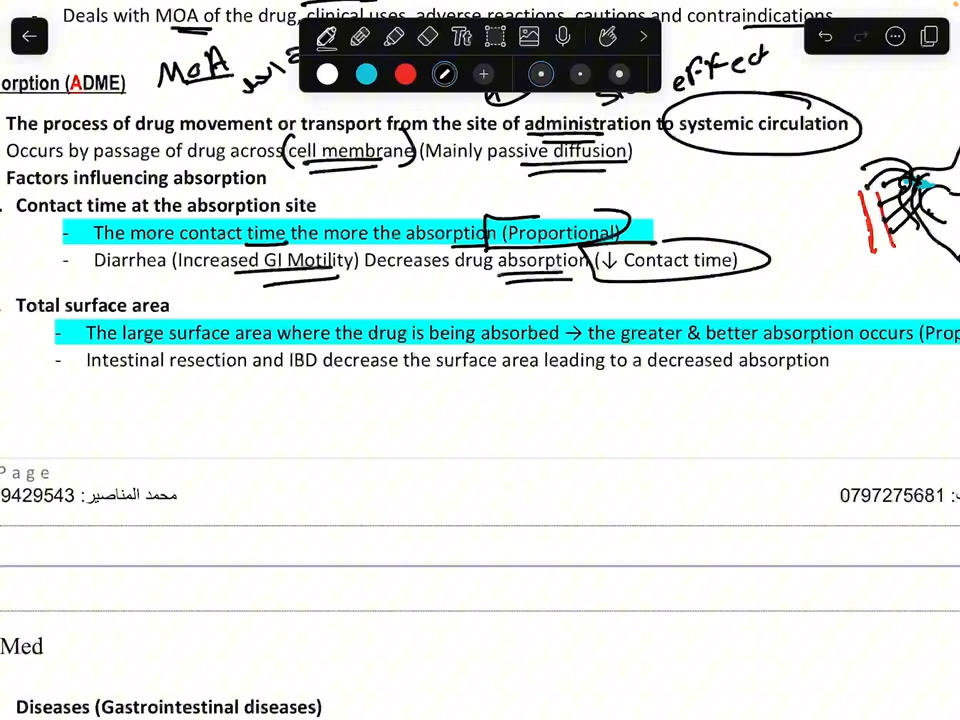 - Deals with MOA of the drug, clinical uses, adverse reactions, cautions and contraindications
Tt
MOA
effect
orption (ADME)
The process of drug movement or transport from the site of administration to systemic circulation
Occurs by passage of drug across cell membrane (Mainly passive diffusion)
Factors influencing absorption
. Contact time at the absorption site
- The more contact time the more the absorption (Proportional)
- Diarrhea (Increased GI Motility) Decreases drug absorption (↓ Contact time)
. Total surface area
- The large surface area where the drug is being absorbed → the greater & better absorption occurs (Prop
- Intestinal resection and IBD decrease the surface area leading to a decreased absorption
Page
محمد المناصير: 9429543
0797275681 :
Med
Diseases (Gastrointestinal diseases)